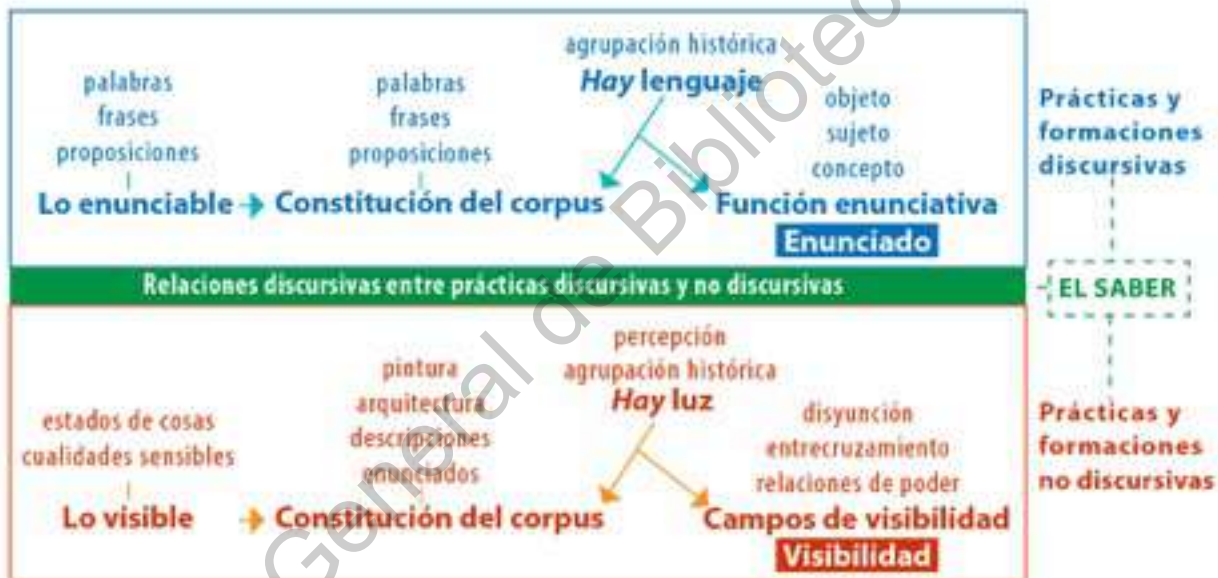 agrupación histórica
Hay lenguaje
palabras
frases
proposiciones
Lo enunciable
palabras
frases
proposiciones
Constitución del corpus
objeto
sujeto
concepto
Función enunciativa
Enunciado
Prácticas y
formaciones
discursivas
Relaciones discursivas entre prácticas discursivas y no discursivas
EL SABER
percepción
agrupación histórica
Hay luz
estados de cosas
cualidades sensibles
Lo visible
pintura
arquitectura
descripciones
enunciados
Constitución del corpus
disyunción
entrecruzamiento
relaciones de poder
Campos de visibilidad
Visibilidad
Prácticas y
formaciones
no discursivas
General de Bibliotec